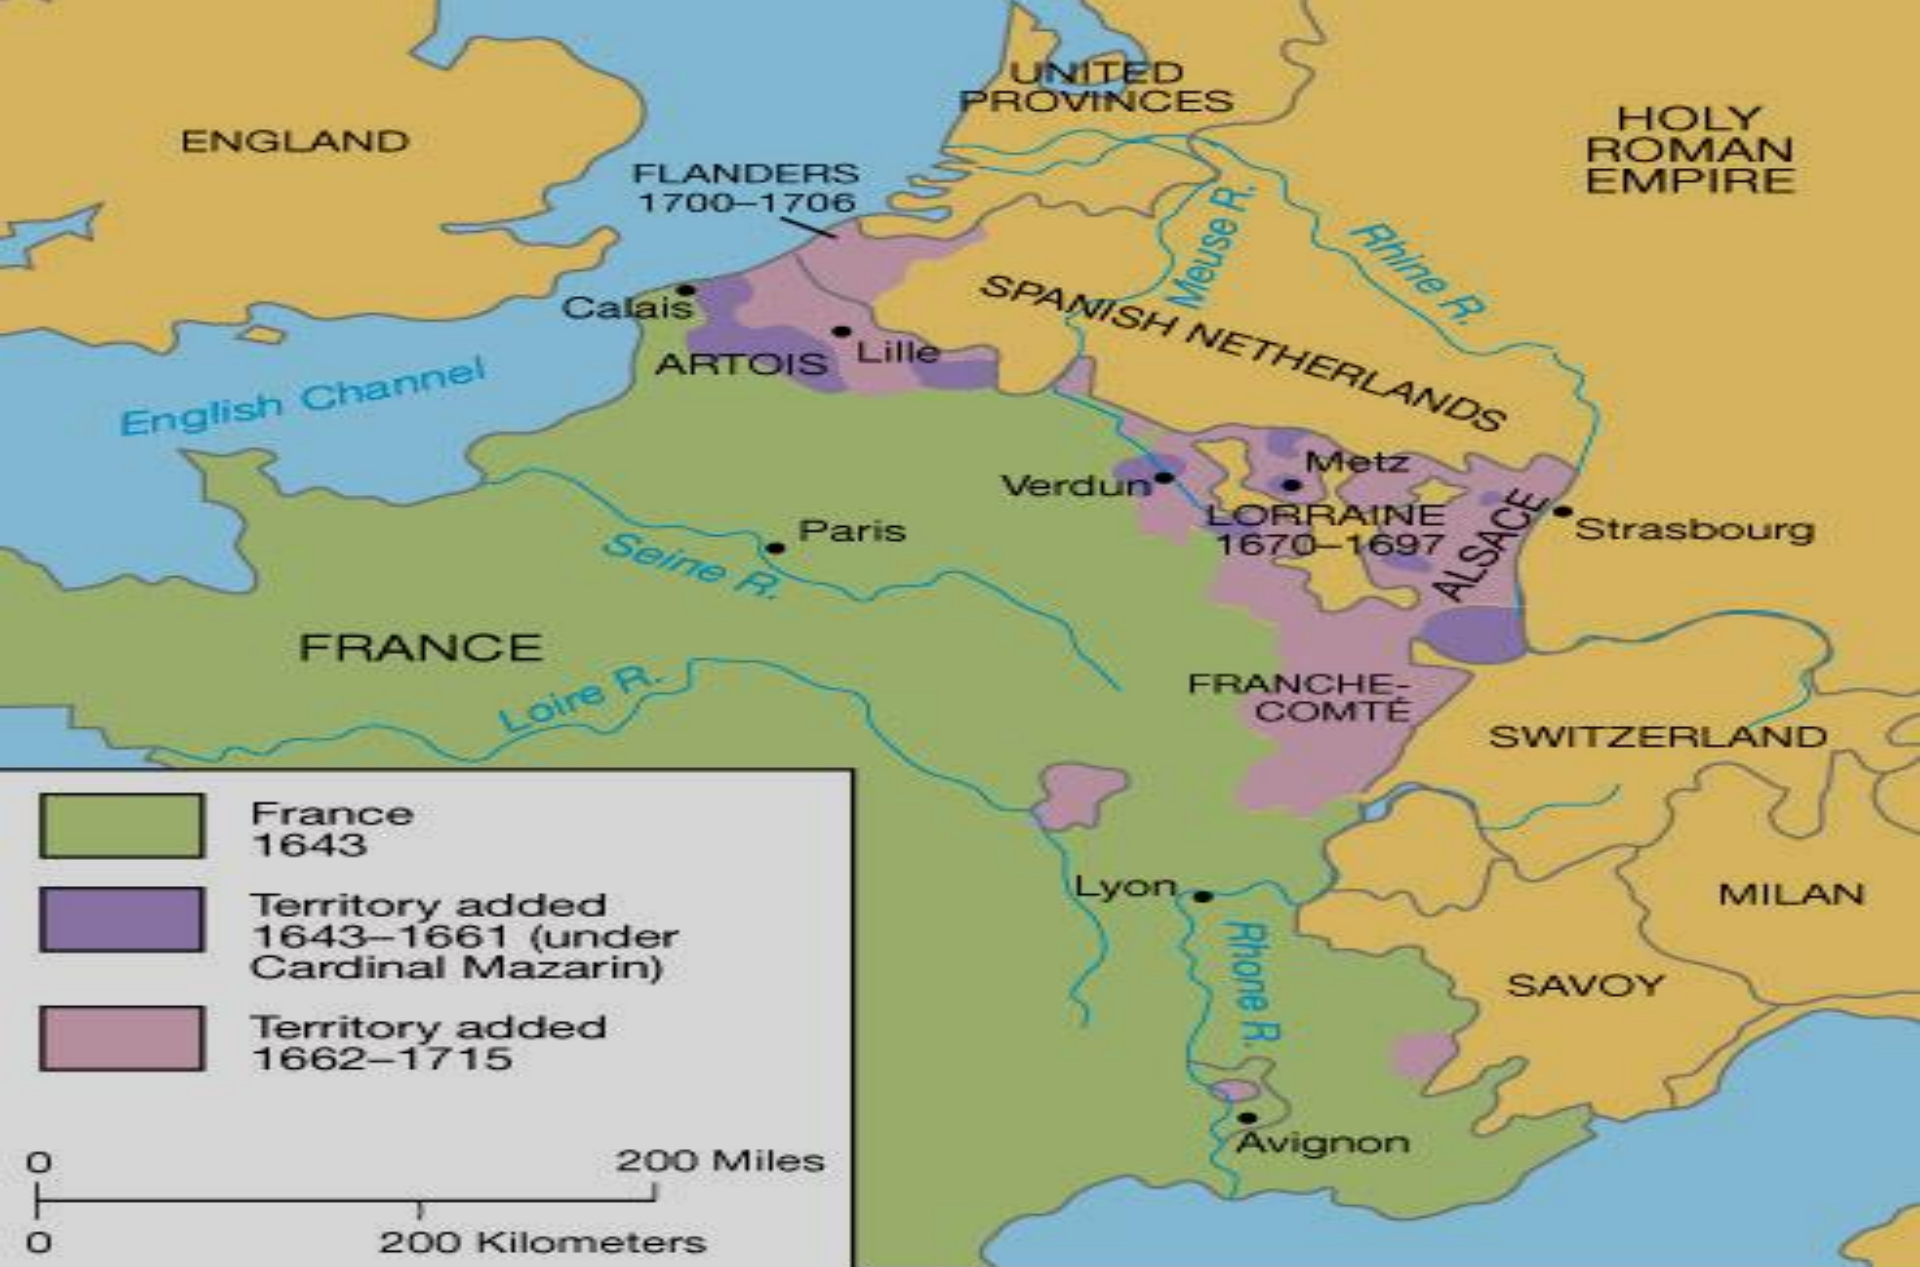 ENGLAND
UNITED
PROVINCES
HOLY
ROMAN
EMPIRE
FLANDERS
1700–1706
Meuse R.
Rhine R.
Calais
SPANISH NETHERLANDS
ARTOIS
Lille
English Channel
Verdun
Metz
LORRAINE
1670–1697
ALSACE
Strasbourg
Paris
Seine R.
FRANCE
Loire R.
FRANCHE-
COMTÉ
SWITZERLAND
Lyon
MILAN
Rhone R.
SAVOY
Avignon
France
1643
Territory added
1643–1661 (under
Cardinal Mazarin)
Territory added
1662–1715
0
200 Miles
0
200 Kilometers